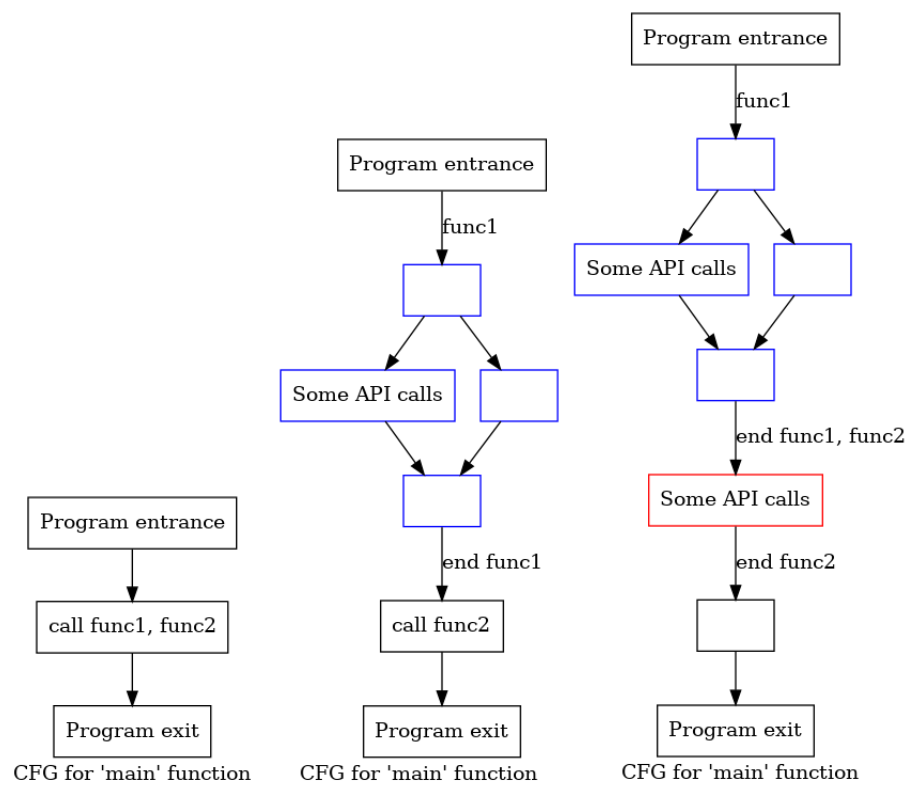 Program entrance
call func1, func2
Program exit
CFG for 'main' function
Program entrance
func1
Some API calls
end func1
call func2
Program exit
CFG for 'main' function
Program entrance
func1
Some API calls
end func1, func2
Some API calls
end func2
Program exit
CFG for 'main' function